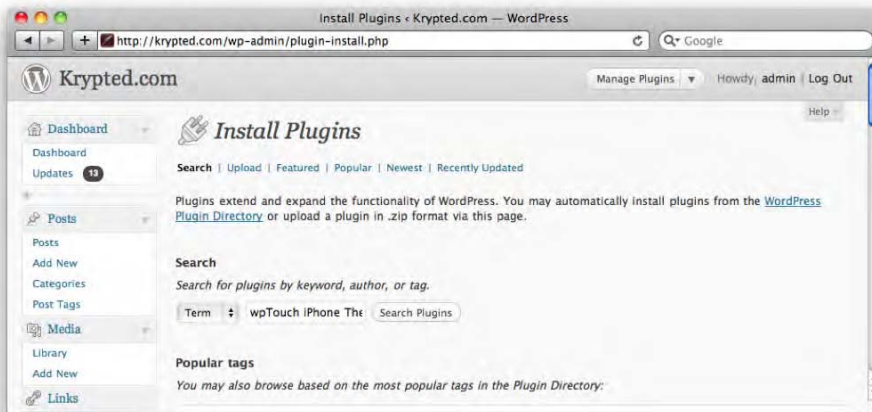 Install Plugins ‹ Krypted.com — WordPress
http://krypted.com/wp-admin/plugin-install.php
Google
Krypted.com
Manage Plugins
Howdy, admin | Log Out
Help
Dashboard
Dashboard
Updates 13
Posts
Posts
Add New
Categories
Post Tags
Media
Library
Add New
Links
Install Plugins
Search | Upload | Featured | Popular | Newest | Recently Updated
Plugins extend and expand the functionality of WordPress. You may automatically install plugins from the WordPress
Plugin Directory or upload a plugin in .zip format via this page.
Search
Search for plugins by keyword, author, or tag.
Term wpTouch iPhone The Search Plugins
Popular tags
You may also browse based on the most popular tags in the Plugin Directory: